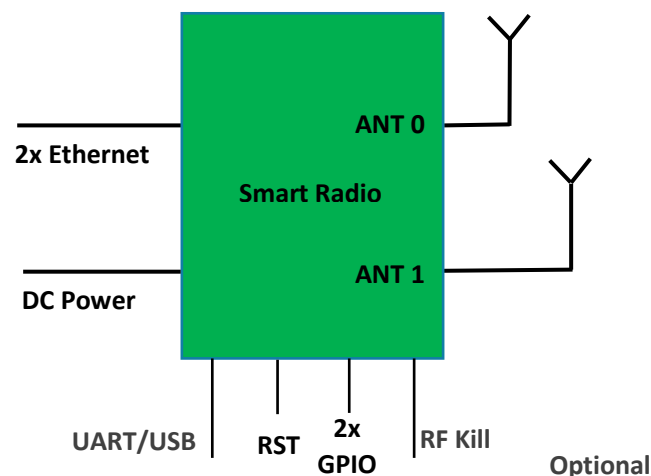 ANT 0
2x Ethernet
Smart Radio
ANT 1
DC Power
UART/USB
RST
2x
GPIO
RF Kill
Optional